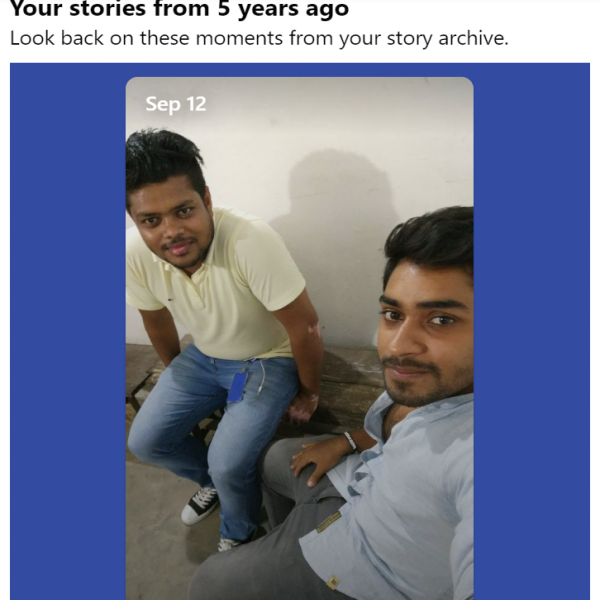 Your stories from 5 years ago
Look back on these moments from your story archive.
Sep 12